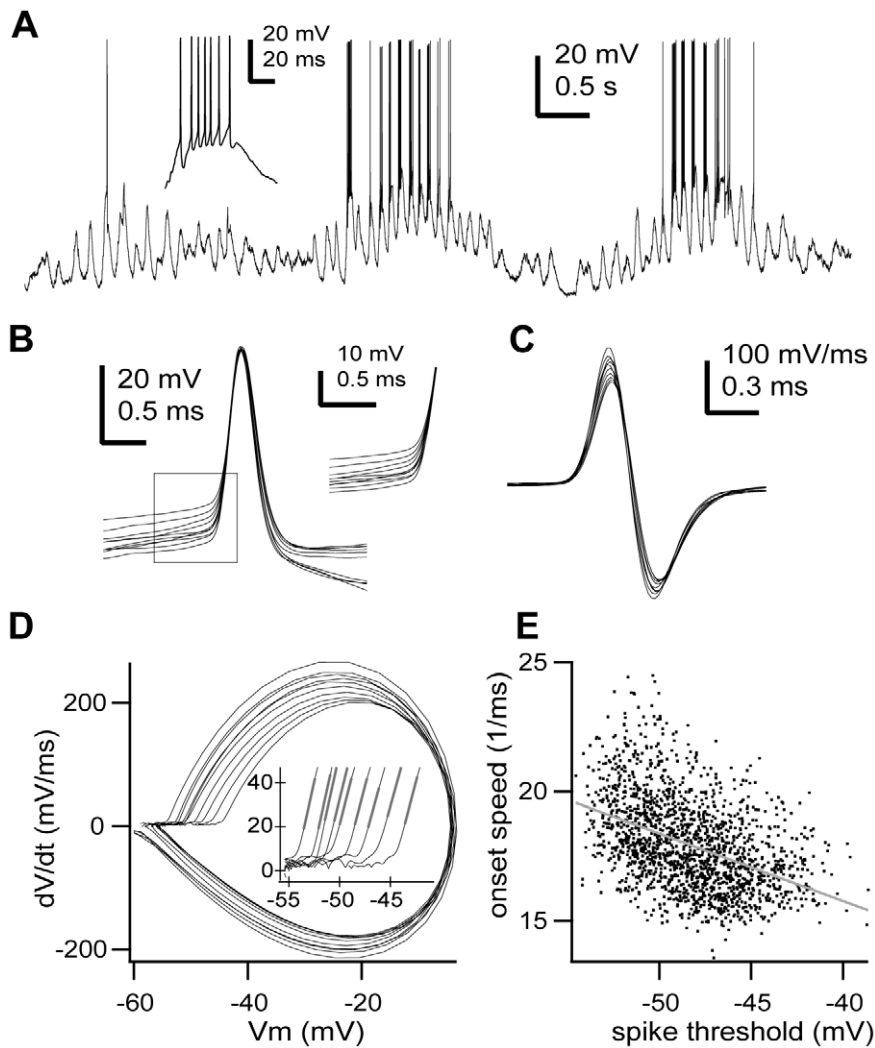 A
20 mV
20 ms
20 mV
0.5 s
B
20 mV
0.5 ms
10 mV
0.5 ms
C
100 mV/ms
0.3 ms
D
dV/dt (mV/ms)
200
0
-200
-60
-40
-20
Vm (mV)
40
20
0
-55
-50
-45
E
onset speed (1/ms)
25
20
15
-50
-45
-40
spike threshold (mV)